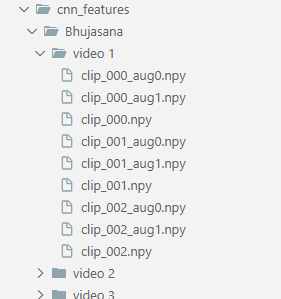 cnn_features
Bhujasana
video 1
clip_000_aug0.npy
clip_000_aug1.npy
clip_000.npy
clip_001_aug0.npy
clip_001_aug1.npy
clip_001.npy
clip_002_aug0.npy
clip_002_aug1.npy
clip_002.npy
video 2
video 3